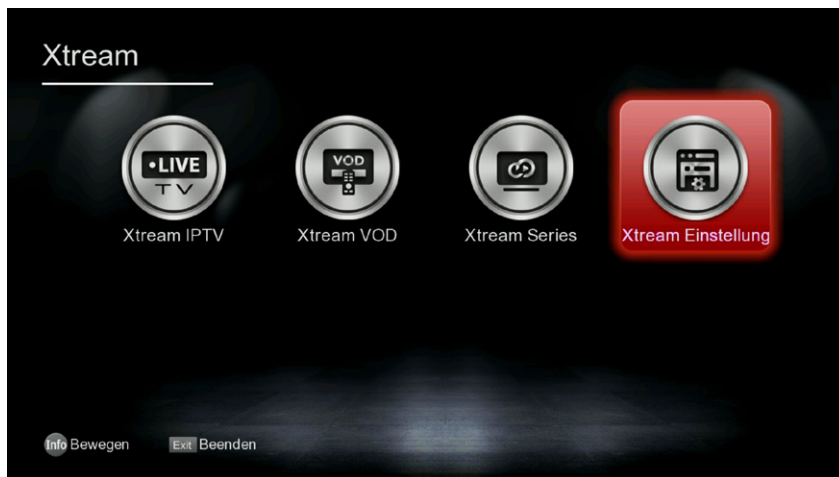 Xtream
•LIVE
TV
VOD
Xtream IPTV
Xtream VOD
Xtream Series
Xtream Einstellung
Info Bewegen
Exit Beenden